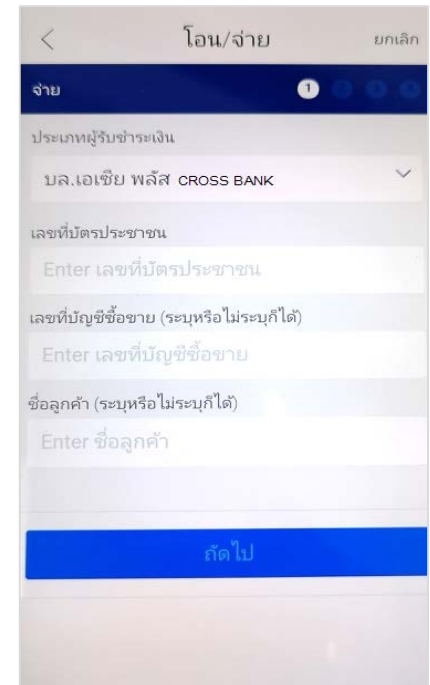 โอน/จ่าย ยกเลิก
จ่าย 1 2 3 4
ประเภทผู้รับชำระเงิน
บล.เอเซีย พลัส CROSS BANK
เลขที่บัตรประชาชน
Enter เลขที่บัตรประชาชน
เลขที่บัญชีซื้อขาย (ระบุหรือไม่ระบุก็ได้)
Enter เลขที่บัญชีซื้อขาย
ชื่อลูกค้า (ระบุหรือไม่ระบุก็ได้)
Enter ชื่อลูกค้า
ถัดไป